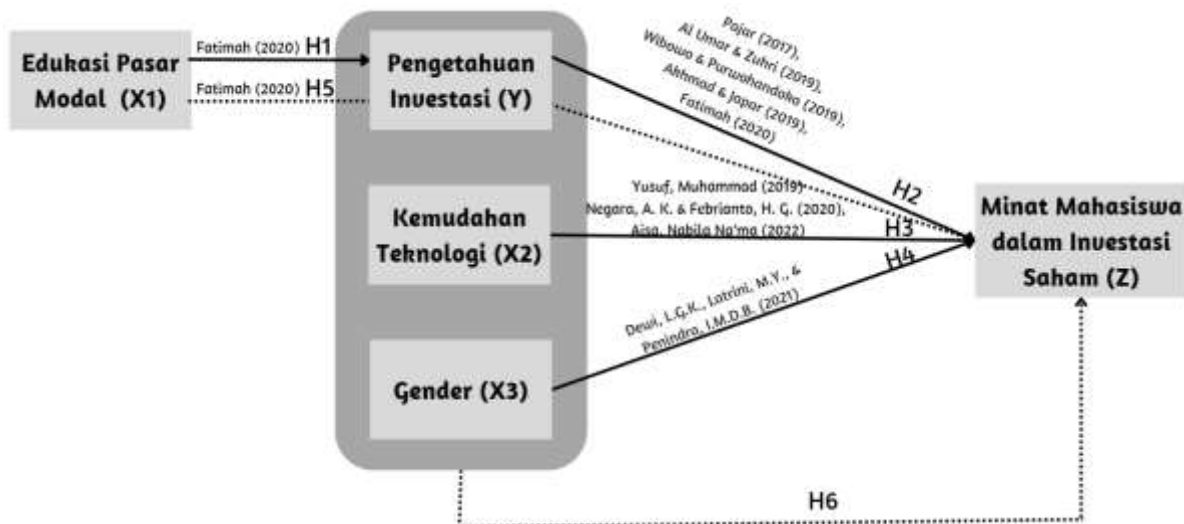 Edukasi Pasar
Modal (X1)
Fatimah (2020) H1
Fatimah (2020) H5
Pengetahuan
Investasi (Y)
Kemudahan
Teknologi (X2)
Gender (X3)
Pajar (2017),
Al Umar & Zuhri (2019),
Wibowo & Purwohandoko (2019),
Akhmad & Japar (2019),
Fatimah (2020)
H2
Yusuf, Muhammad (2019)
Negara, A. K. & Febrianto, H. G. (2020),
Aisa, Nabila Na'ma (2022)
H3
H4
Dewi, L.G.K., Latrini, M.Y., &
Penindra, I.M.D.B. (2021)
Minat Mahasiswa
dalam Investasi
Saham (Z)
H6